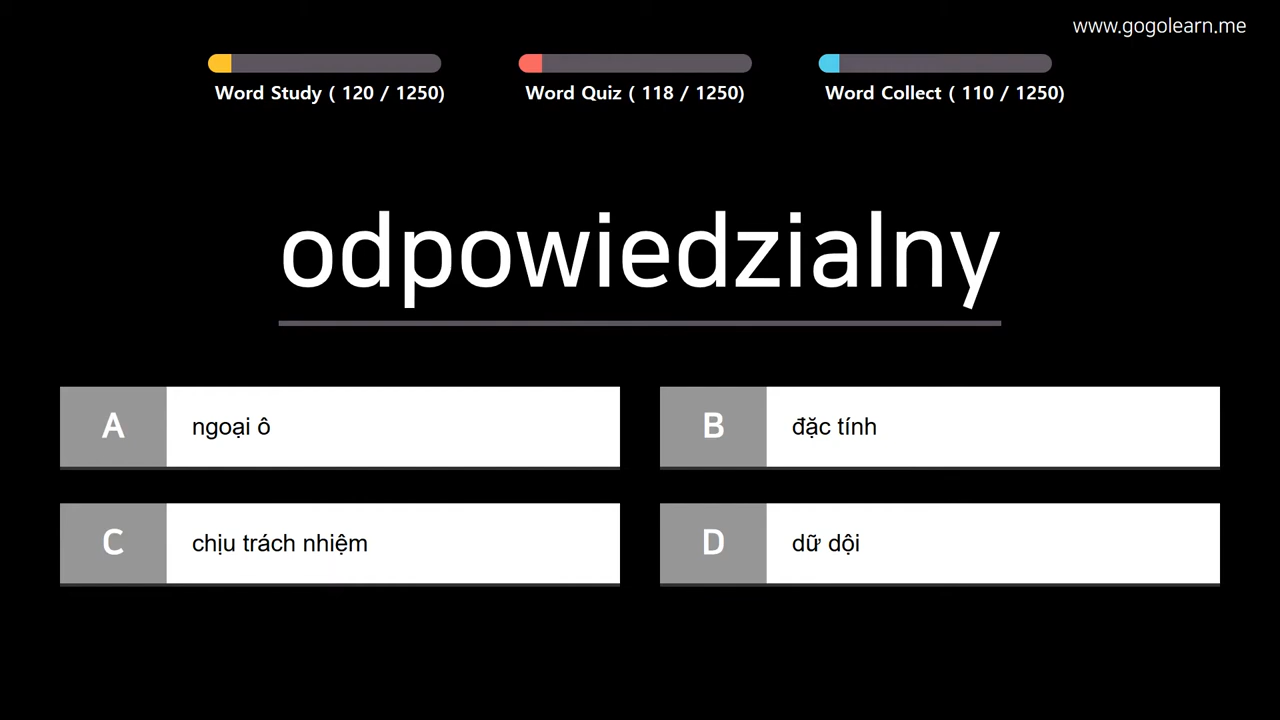 www.gogolearn.me
Word Study ( 120 / 1250)
Word Quiz ( 118 / 1250)
Word Collect ( 110 / 1250)
odpowiedzialny
A ngoại ô
B đặc tính
C chịu trách nhiệm
D dữ dội